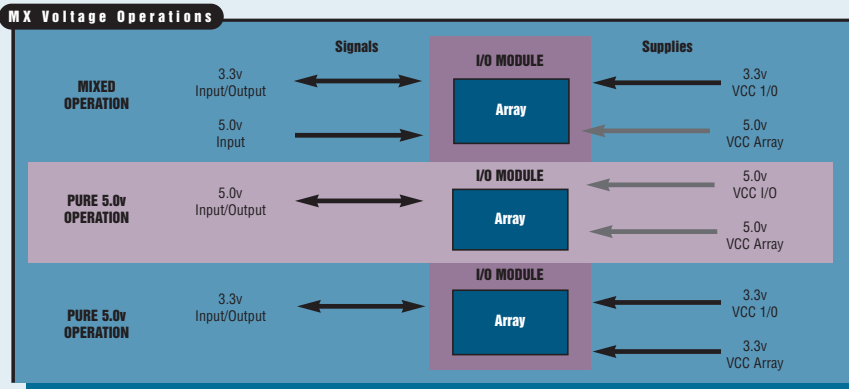 MX Voltage Operations
Signals
Supplies
MIXED
OPERATION
3.3v
Input/Output
5.0v
Input
I/O MODULE
Array
3.3v
VCC 1/0
5.0v
VCC Array
PURE 5.0v
OPERATION
5.0v
Input/Output
I/O MODULE
Array
5.0v
VCC I/O
5.0v
VCC Array
PURE 5.0v
OPERATION
3.3v
Input/Output
I/O MODULE
Array
3.3v
VCC 1/0
3.3v
VCC Array